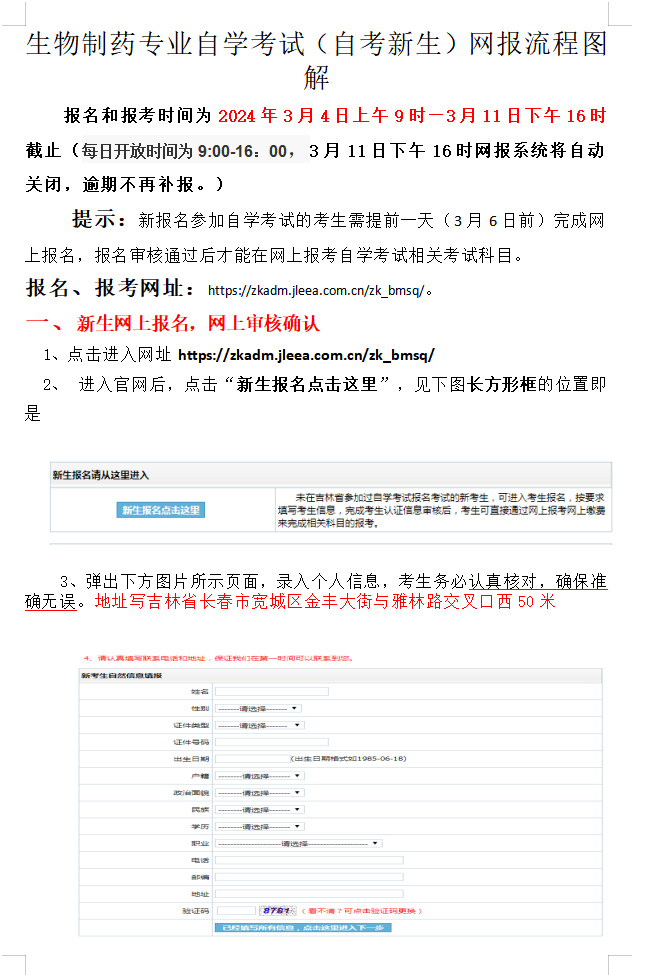 生物制药专业自学考试（自考新生）网报流程图
解
报名和报考时间为 2024 年 3 月 4 日上午 9 时－3 月 11 日下午 16 时
截止（每日开放时间为 9:00-16：00，3 月 11 日下午 16 时网报系统将自动
关闭，逾期不再补报。）
提示：新报名参加自学考试的考生需提前一天（3 月 6 日前）完成网
上报名，报名审核通过后才能在网上报考自学考试相关考试科目。
报名、报考网址：https://zkadm.jleea.com.cn/zk_bmsq/。
一、新生网上报名，网上审核确认
1、点击进入网址 https://zkadm.jleea.com.cn/zk_bmsq/
2、 进入官网后，点击“新生报名点击这里”，见下图长方形框的位置即
是
新生报名请从这里进入
新生报名点击这里
未在吉林省参加过自学考试报名考试的新考生，可进入考生报名，按要求
填写考生信息，完成考生认证信息审核后，考生可直接通过网上报考网上缴费
来完成相关科目的报考。
3、弹出下方图片所示页面，录入个人信息，考生务必认真核对，确保准
确无误。地址写吉林省长春市宽城区金丰大街与雅林路交叉口西 50 米
4、请认真填写联系电话和地址，保证我们在第一时间可以联系到您。
新考生自然信息填报
姓名
性别 -------请选择-------
证件类型 -------请选择-------
证件号码
出生日期 (出生日期格式如1985-06-18)
户籍 -------请选择-------
政治面貌 -------请选择-------
民族 -------请选择-------
学历 -------请选择-------
职业 --------------------请选择--------------------
电话
邮编
地址
验证码 8761 （看不清？可点击验证码更换）
已经填写所有信息，点击这里进入下一步